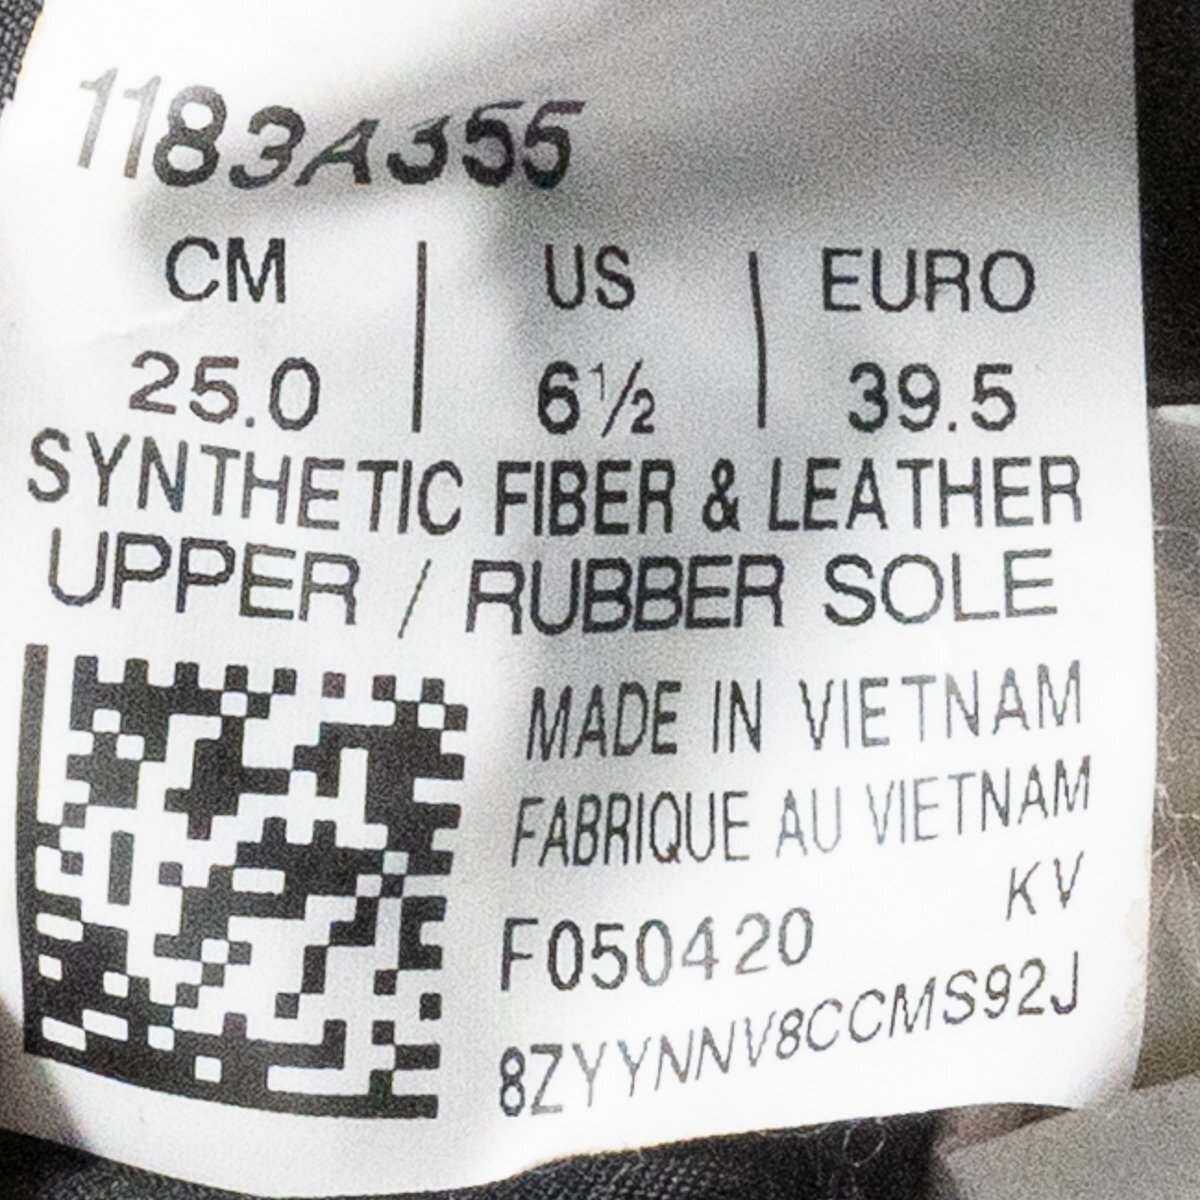 1183A355
CM | US | EURO
25.0 | 6½ | 39.5
SYNTHETIC FIBER & LEATHER
UPPER / RUBBER SOLE
MADE IN VIETNAM
FABRIQUE AU VIETNAM
KV
F050420
8ZYYNNV8CCMS92J